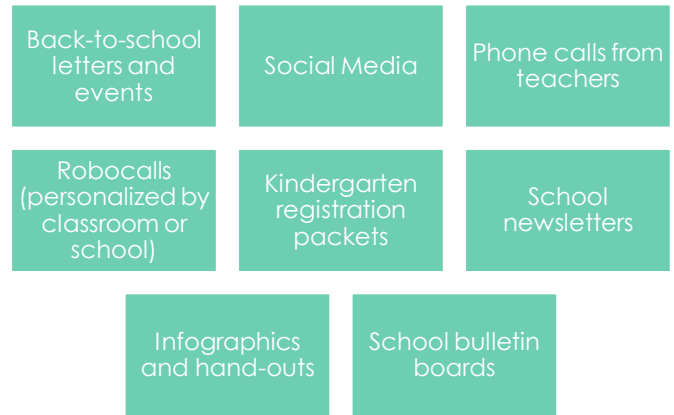 Back-to-school
letters and
events
Social Media
Phone calls from
teachers
Robocalls
(personalized by
classroom or
school)
Kindergarten
registration
packets
School
newsletters
Infographics
and hand-outs
School bulletin
boards